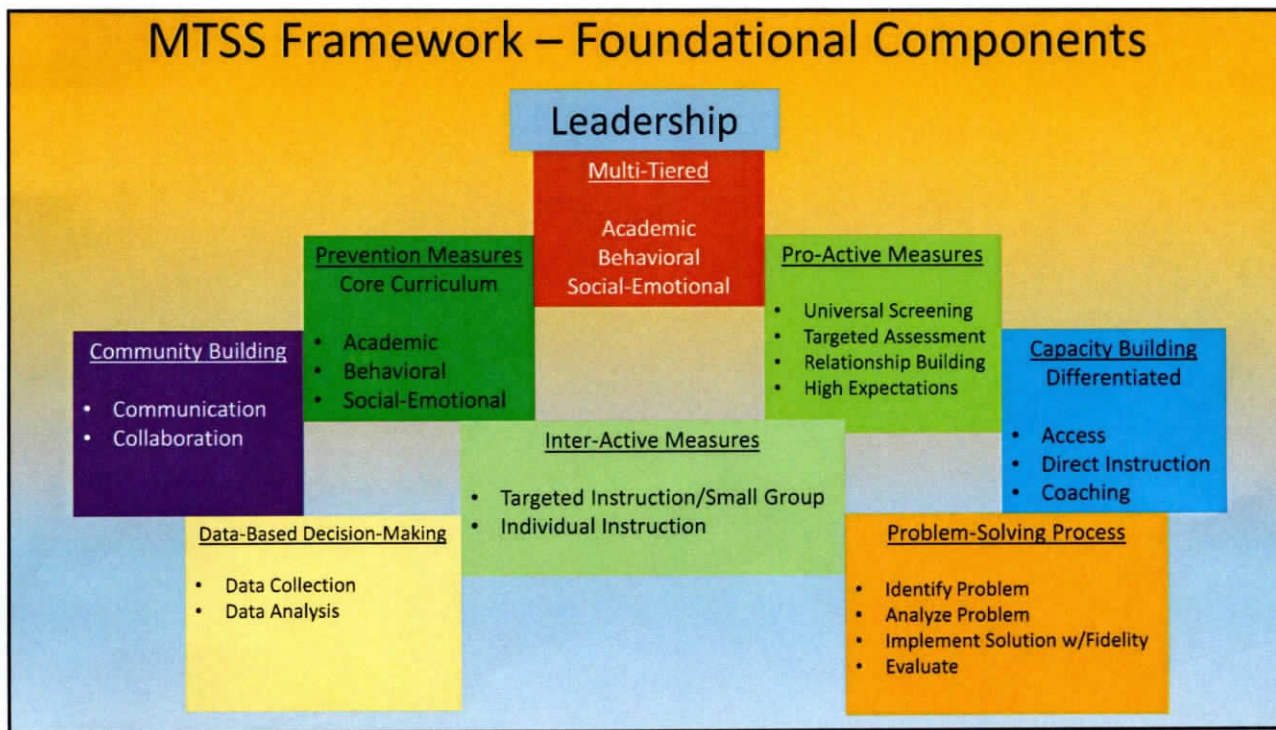 MTSS Framework – Foundational Components
Leadership
Multi-Tiered
Academic
Behavioral
Social-Emotional
Prevention Measures
Core Curriculum
• Academic
• Behavioral
• Social-Emotional
Pro-Active Measures
• Universal Screening
• Targeted Assessment
• Relationship Building
• High Expectations
Community Building
• Communication
• Collaboration
Capacity Building
Differentiated
• Access
• Direct Instruction
• Coaching
Inter-Active Measures
• Targeted Instruction/Small Group
• Individual Instruction
Data-Based Decision-Making
• Data Collection
• Data Analysis
Problem-Solving Process
• Identify Problem
• Analyze Problem
• Implement Solution w/Fidelity
• Evaluate